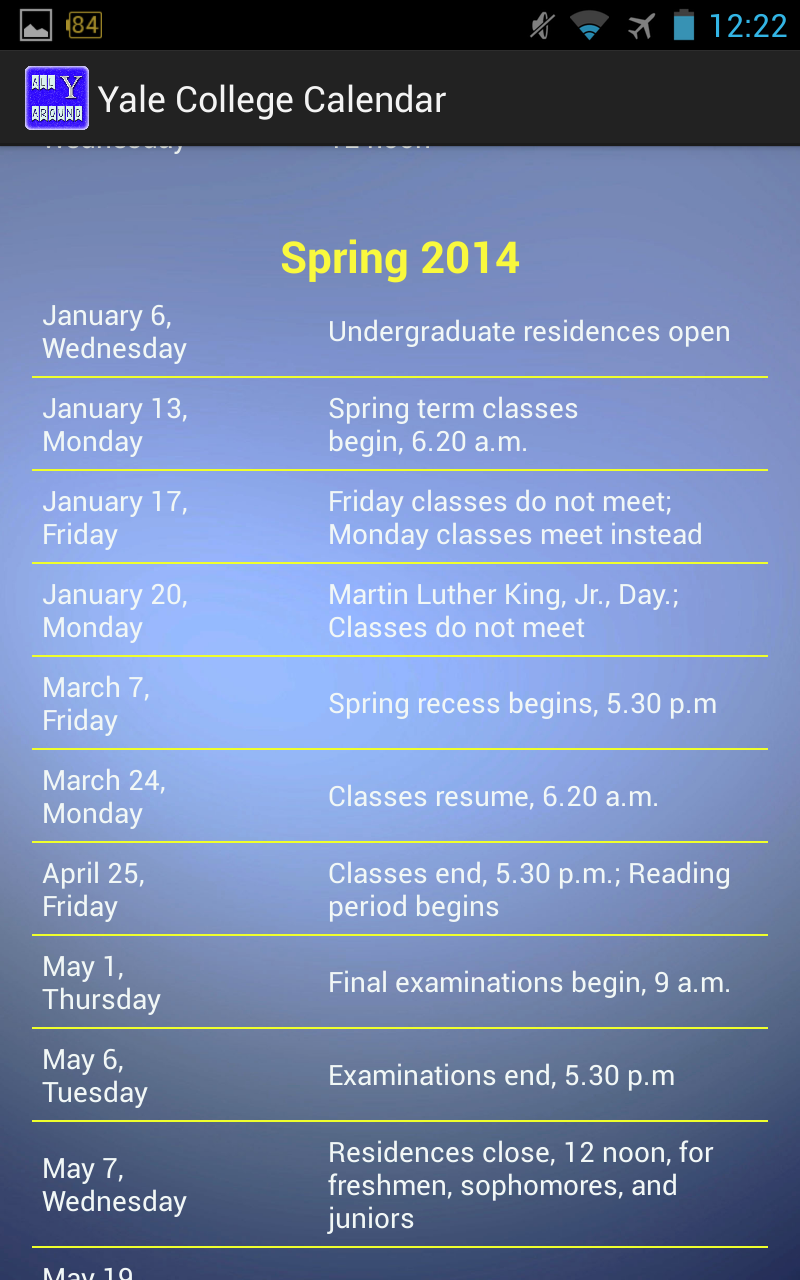 84
12:22
ALL Y
AROUND
Yale College Calendar
Wednesday 12 noon
Spring 2014
January 6,
Wednesday
Undergraduate residences open
January 13,
Monday
Spring term classes
begin, 6.20 a.m.
January 17,
Friday
Friday classes do not meet;
Monday classes meet instead
January 20,
Monday
Martin Luther King, Jr., Day.;
Classes do not meet
March 7,
Friday
Spring recess begins, 5.30 p.m
March 24,
Monday
Classes resume, 6.20 a.m.
April 25,
Friday
Classes end, 5.30 p.m.; Reading
period begins
May 1,
Thursday
Final examinations begin, 9 a.m.
May 6,
Tuesday
Examinations end, 5.30 p.m
May 7,
Wednesday
Residences close, 12 noon, for
freshmen, sophomores, and
juniors
May 19,